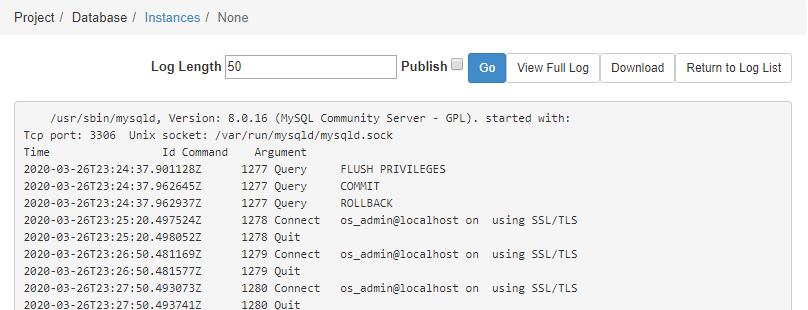 Project / Database / Instances / None
Log Length 50 Publish Go View Full Log Download Return to Log List
/usr/sbin/mysqld, Version: 8.0.16 (MySQL Community Server - GPL). started with:
Tcp port: 3306  Unix socket: /var/run/mysqld/mysqld.sock
Time                 Id Command    Argument
2020-03-26T23:24:37.901128Z      1277 Query     FLUSH PRIVILEGES
2020-03-26T23:24:37.962645Z      1277 Query     COMMIT
2020-03-26T23:24:37.962937Z      1277 Query     ROLLBACK
2020-03-26T23:25:20.497524Z      1278 Connect   os_admin@localhost on  using SSL/TLS
2020-03-26T23:25:20.498052Z      1278 Quit
2020-03-26T23:26:50.481169Z      1279 Connect   os_admin@localhost on  using SSL/TLS
2020-03-26T23:26:50.481577Z      1279 Quit
2020-03-26T23:27:50.493073Z      1280 Connect   os_admin@localhost on  using SSL/TLS
2020-03-26T23:27:50.493741Z      1280 Quit